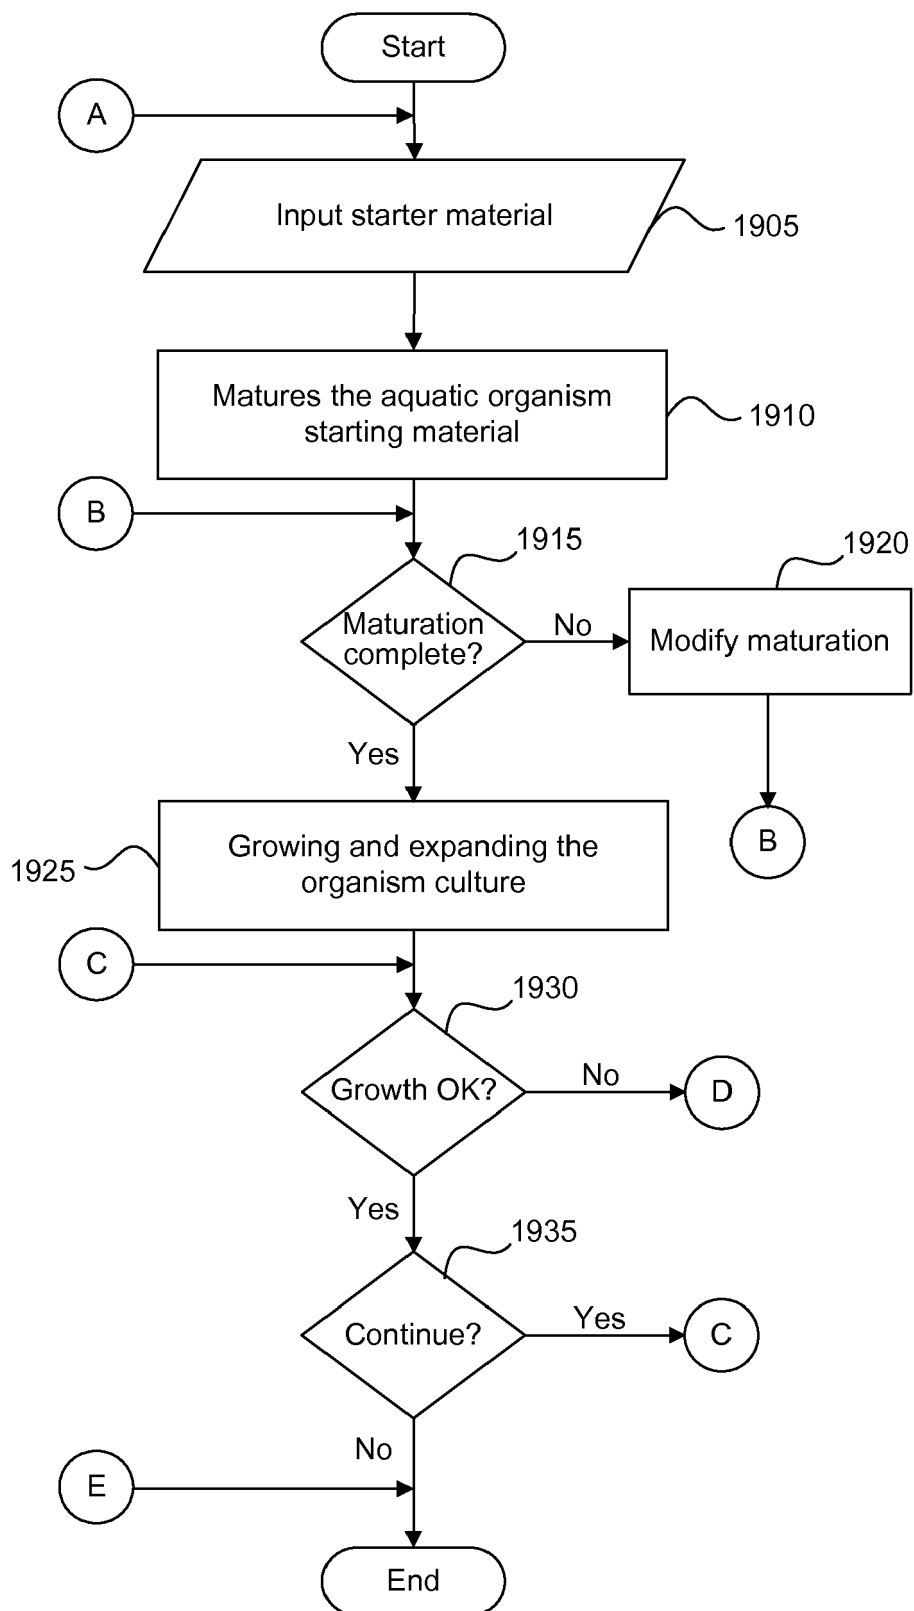 Start
A
Input starter material
1905
Matures the aquatic organism
starting material
1910
B
1915
1920
Maturation
complete?
No
Modify maturation
Yes
B
Growing and expanding the
organism culture
1925
C
1930
Growth OK?
No
D
Yes
1935
Continue?
Yes
C
No
E
End